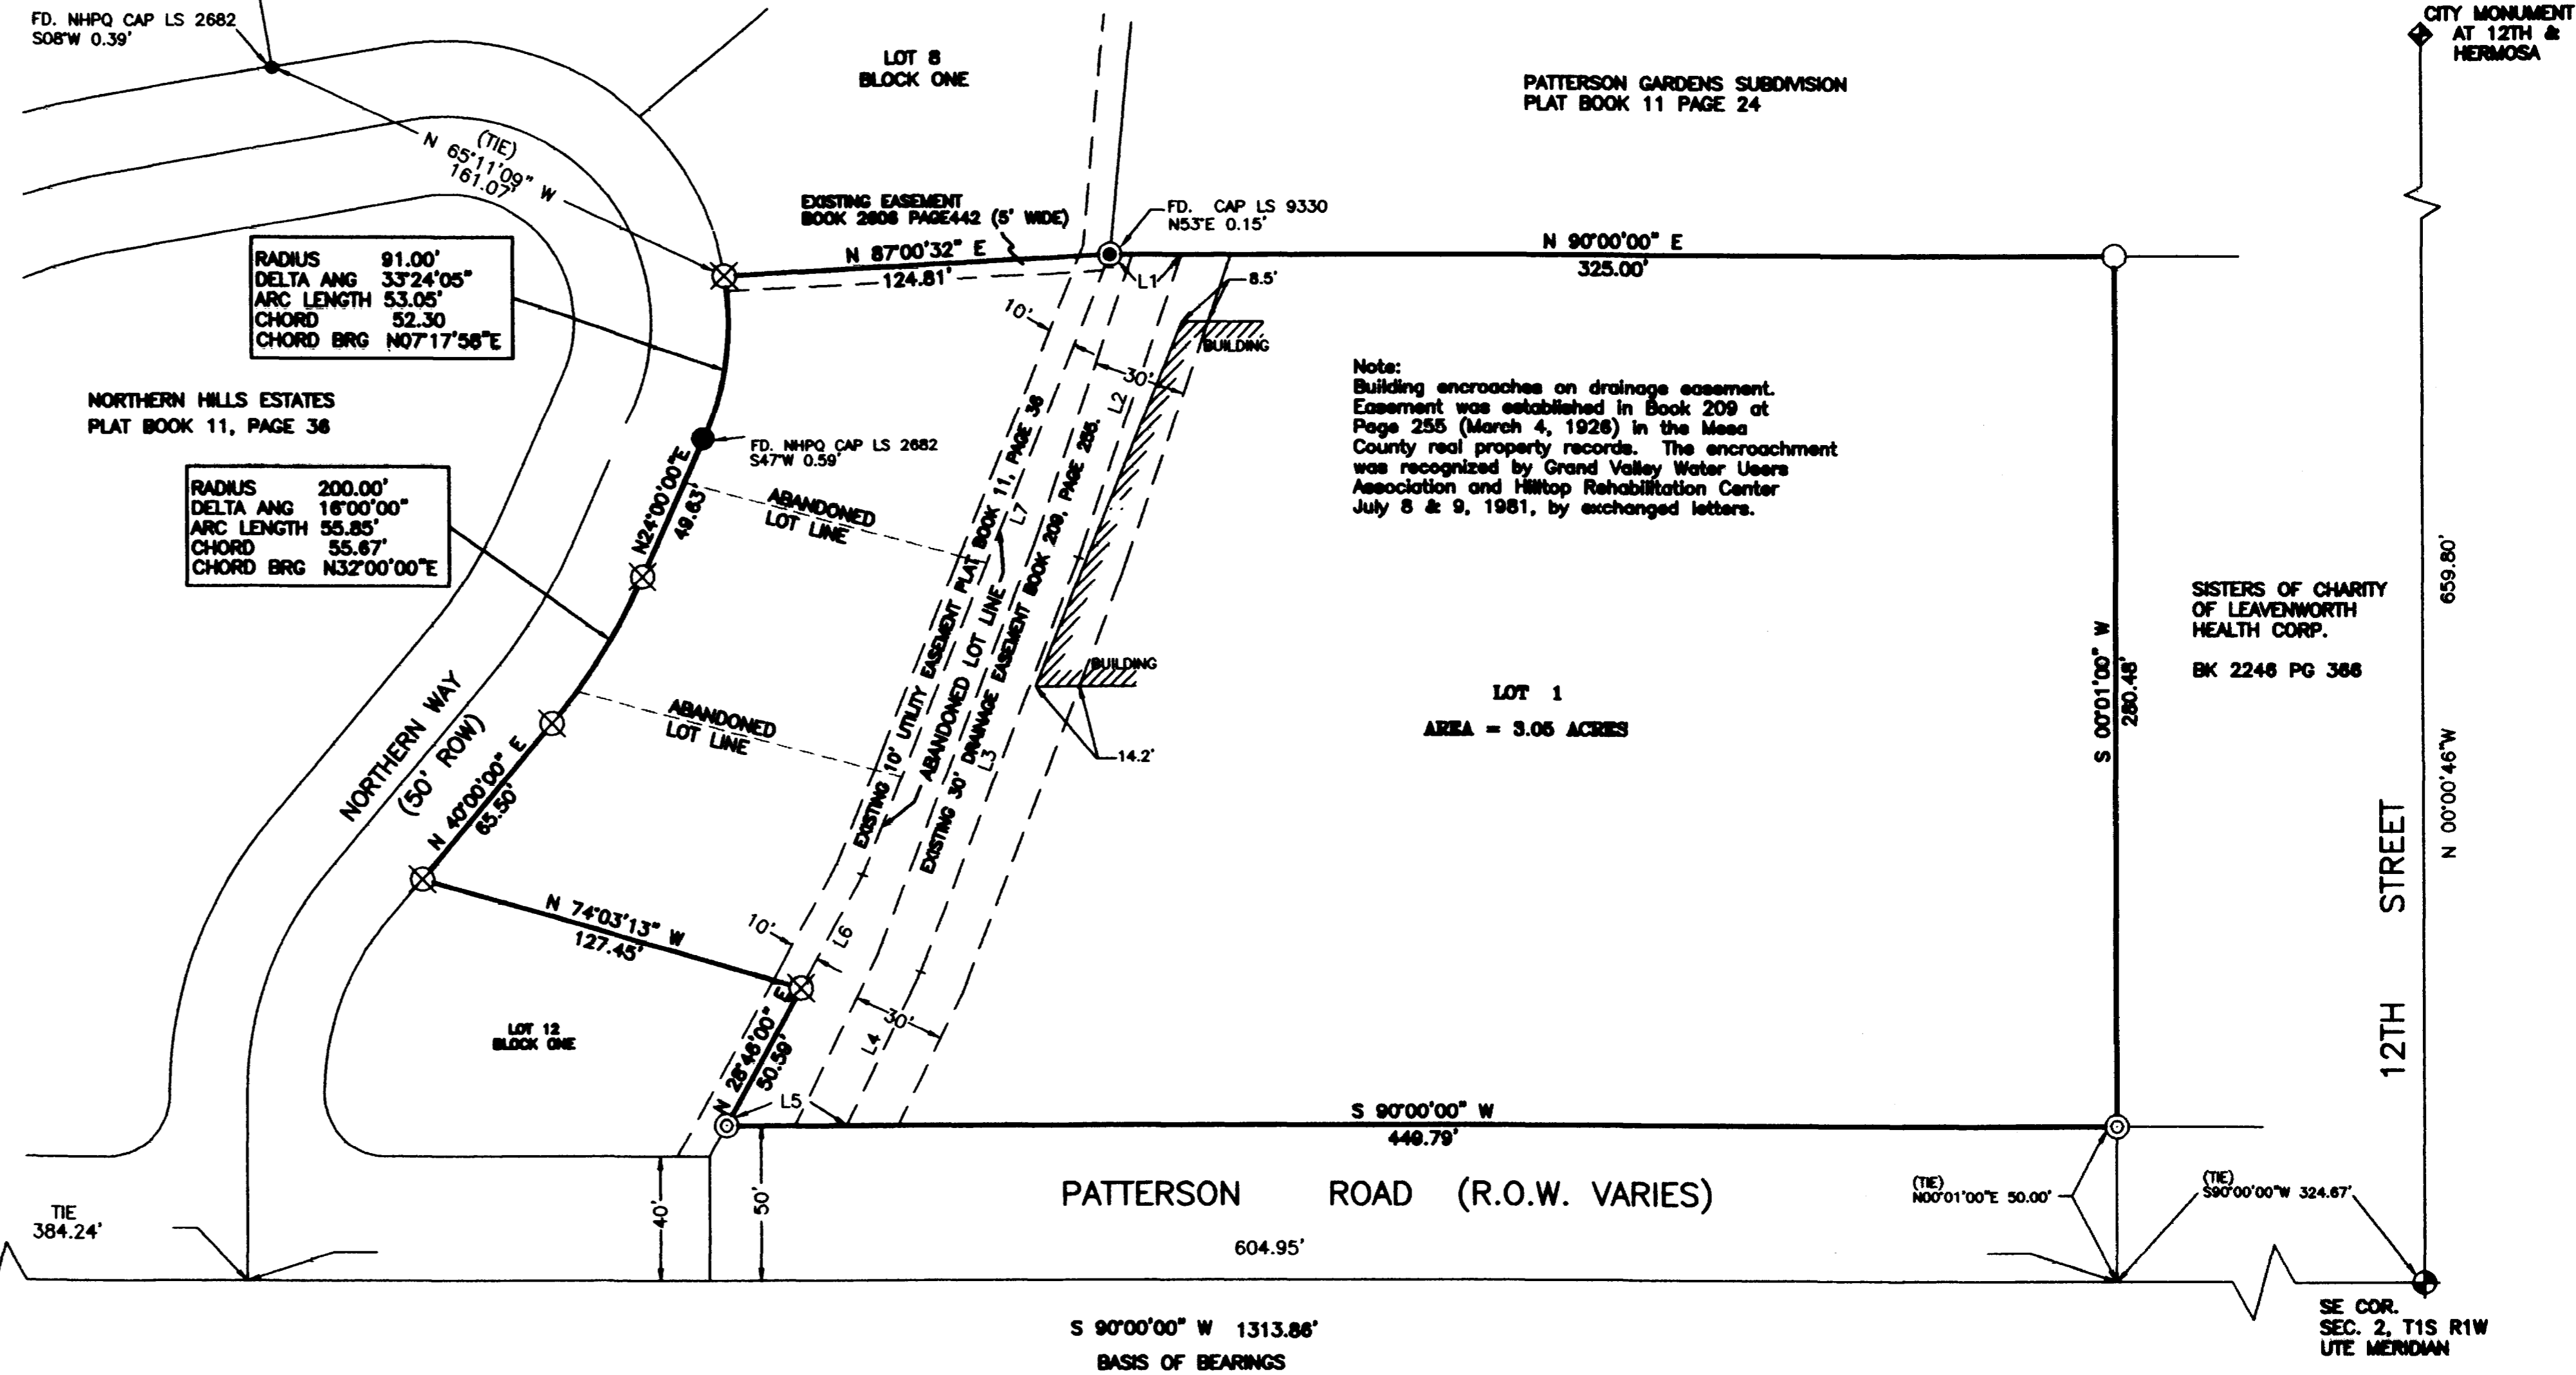 FD. NHPQ CAP LS 2682
S08°W 0.39'
CITY MONUMENT
AT 12TH &
HERMOSA
LOT 8
BLOCK ONE
PATTERSON GARDENS SUBDIVISION
PLAT BOOK 11 PAGE 24
(TIE)
N 65°11'09" W
161.07'
EXISTING EASEMENT
BOOK 2606 PAGE442 (5' WIDE)
FD. CAP LS 9330
N53°E 0.15'
N 87°00'32" E
124.81'
N 90°00'00" E
325.00'
RADIUS 91.00'
DELTA ANG 33°24'05"
ARC LENGTH 53.05'
CHORD 52.30
CHORD BRG N07°17'58"E
L1
8.5'
10'
BUILDING
30'
L2
NORTHERN HILLS ESTATES
PLAT BOOK 11, PAGE 36
Note:
Building encroaches on drainage easement.
Easement was established in Book 209 at
Page 255 (March 4, 1926) in the Mesa
County real property records. The encroachment
was recognized by Grand Valley Water Users
Association and Hilltop Rehabilitation Center
July 8 & 9, 1981, by exchanged letters.
FD. NHPQ CAP LS 2682
S47°W 0.59'
RADIUS 200.00'
DELTA ANG 16°00'00"
ARC LENGTH 55.85'
CHORD 55.67'
CHORD BRG N32°00'00"E
N24°00'00"E
49.63'
ABANDONED
LOT LINE
EXISTING 10' UTILITY EASEMENT PLAT BOOK 11, PAGE 36
L7
ABANDONED LOT LINE
EXISTING 30' DRAINAGE EASEMENT BOOK 209, PAGE 255.
L3
SISTERS OF CHARITY
OF LEAVENWORTH
HEALTH CORP.
BK 2246 PG 366
S 00°01'00" W
280.48'
659.80'
N 00°00'46"W
12TH STREET
BUILDING
14.2'
LOT 1
AREA = 3.05 ACRES
ABANDONED
LOT LINE
NORTHERN WAY
(50' ROW)
N 40°00'00" E
65.50'
N 74°03'13" W
127.45'
10'
L6
30'
L4
LOT 12
BLOCK ONE
N 28°46'00" E
50.59'
L5
S 90°00'00" W
449.79'
40'
50'
PATTERSON ROAD (R.O.W. VARIES)
(TIE)
N00°01'00"E 50.00'
(TIE)
S90°00'00"W 324.67'
TIE
384.24'
604.95'
S 90°00'00" W 1313.86'
BASIS OF BEARINGS
SE COR.
SEC. 2, T1S R1W
UTE MERIDIAN